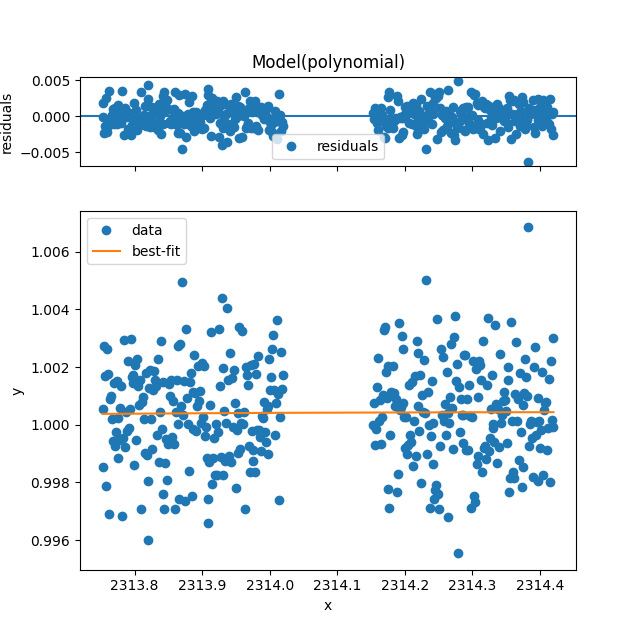 Model(polynomial)
residuals
0.005
0.000
−0.005
residuals
y
1.006
1.004
1.002
1.000
0.998
0.996
data
best-fit
2313.8 2313.9 2314.0 2314.1 2314.2 2314.3 2314.4
x